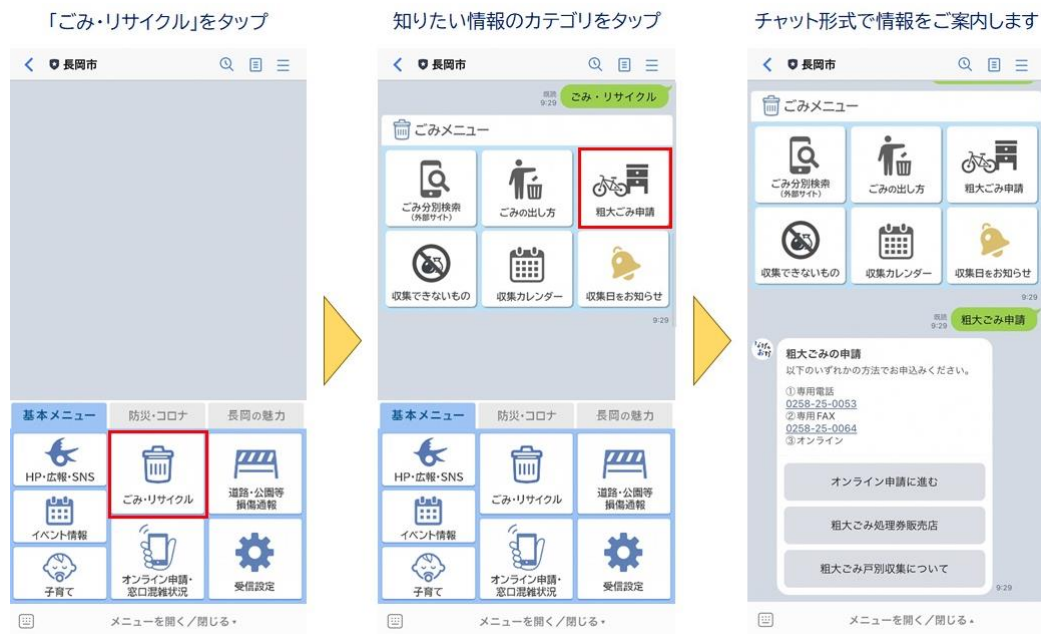 「ごみ・リサイクル」をタップ
長岡市
基本メニュー
防災・コロナ
長岡の魅力
HP・広報・SNS
ごみ・リサイクル
道路・公園等
損傷通報
イベント情報
子育て
オンライン申請・
窓口混雑状況
受信設定
メニューを開く／閉じる▾
知りたい情報のカテゴリをタップ
長岡市
既読
9:29
ごみ・リサイクル
ごみメニュー
ごみ分別検索
(外部サイト)
ごみの出し方
粗大ごみ申請
収集できないもの
収集カレンダー
収集日をお知らせ
9:29
基本メニュー
防災・コロナ
長岡の魅力
HP・広報・SNS
ごみ・リサイクル
道路・公園等
損傷通報
イベント情報
子育て
オンライン申請・
窓口混雑状況
受信設定
メニューを開く／閉じる▾
チャット形式で情報をご案内します
長岡市
ごみメニュー
ごみ分別検索
(外部サイト)
ごみの出し方
粗大ごみ申請
収集できないもの
収集カレンダー
収集日をお知らせ
9:29
既読
9:29
粗大ごみ申請
ながおか
粗大ごみの申請
以下のいずれかの方法でお申込みください。
①専用電話
0258-25-0053
②専用FAX
0258-25-0064
③オンライン
オンライン申請に進む
粗大ごみ処理券販売店
粗大ごみ戸別収集について
9:29
メニューを開く／閉じる▴